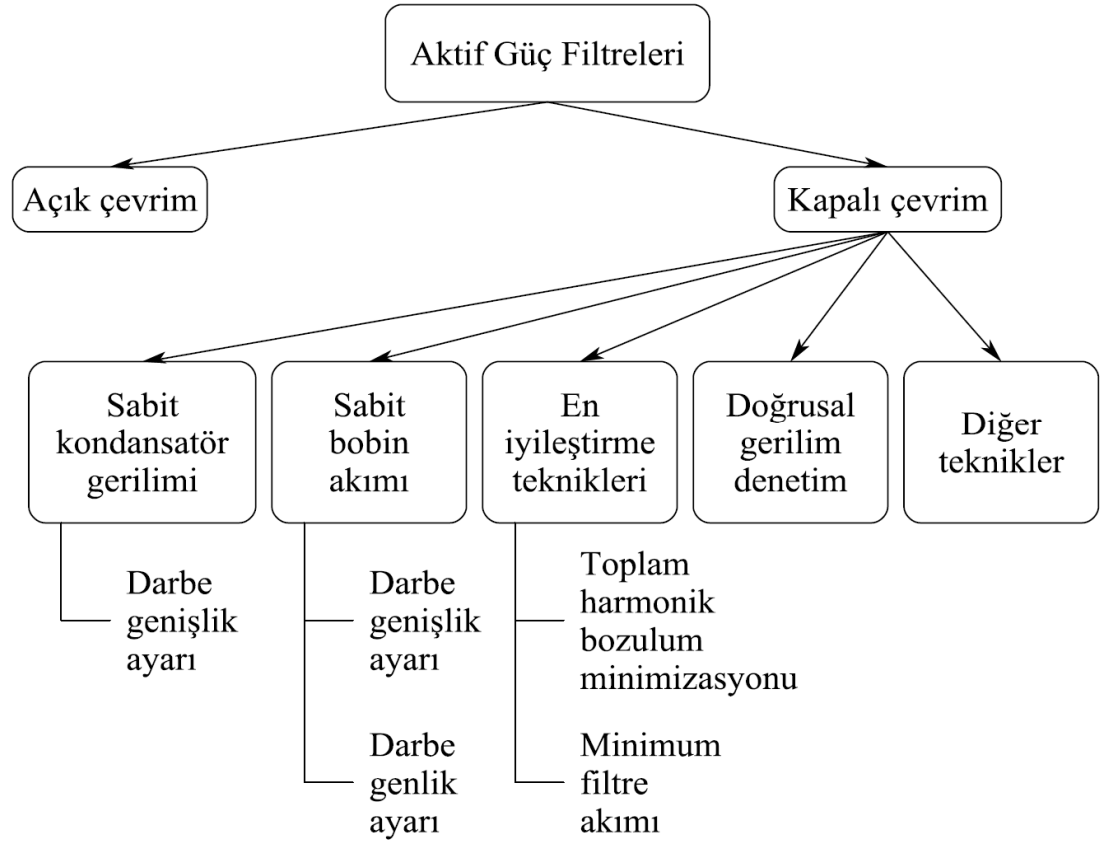 Aktif Güç Filtreleri
Açık çevrim
Kapalı çevrim
Sabit
kondansatör
gerilimi
Sabit
bobin
akımı
En
iyileştirme
teknikleri
Doğrusal
gerilim
denetim
Diğer
teknikler
Darbe
genişlik
ayarı
Darbe
genişlik
ayarı
Darbe
genlik
ayarı
Toplam
harmonik
bozulum
minimizasyonu
Minimum
filtre
akımı